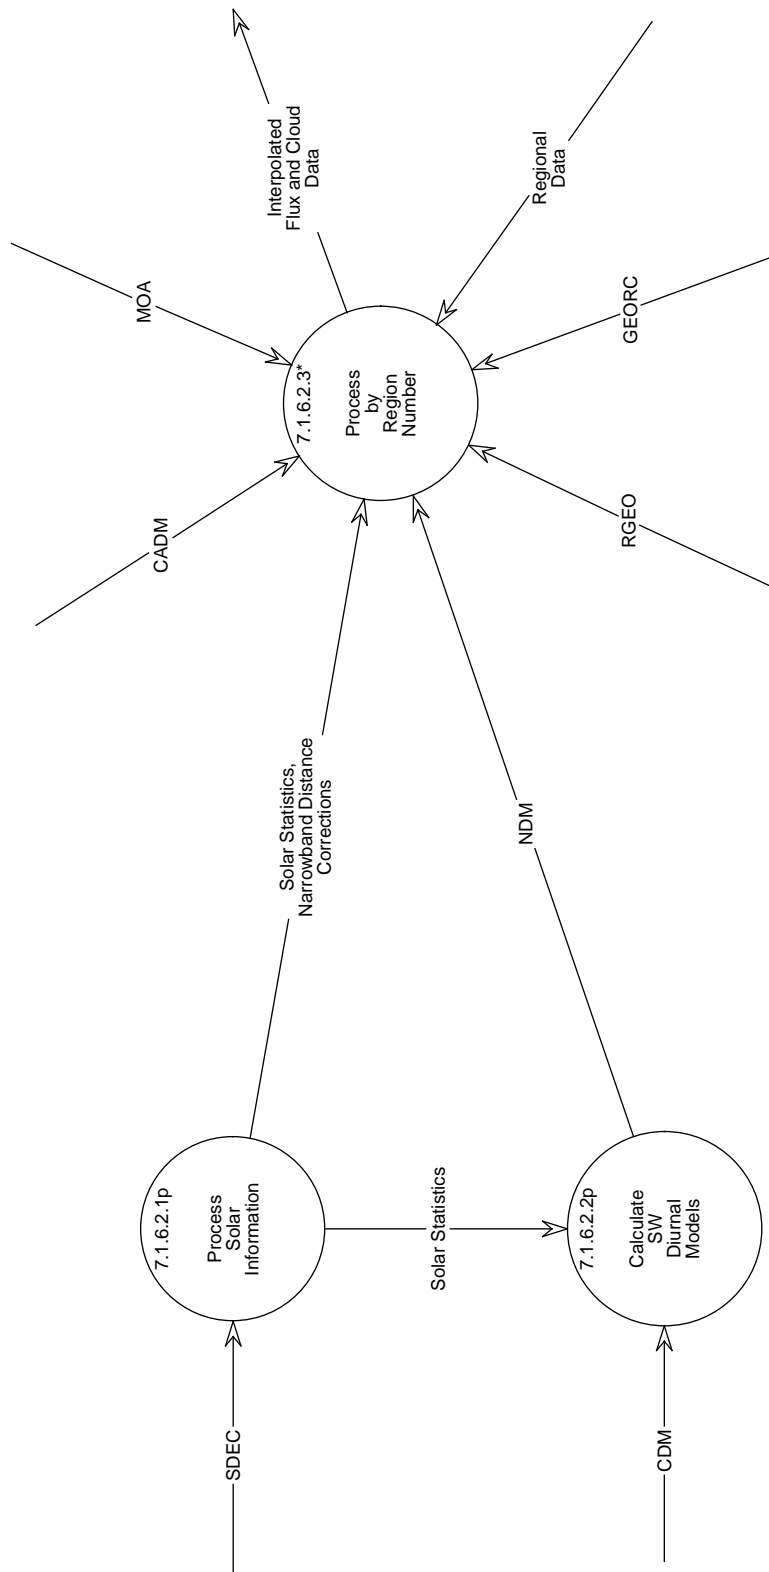 SDEC
7.1.6.2.1p
Process
Solar
Information
Solar Statistics
CDM
7.1.6.2.2p
Calculate
SW
Diurnal
Models
Solar Statistics,
Narrowband Distance
Corrections
NDM
CADM
MOA
7.1.6.2.3*
Process
by
Region
Number
RGEO
GEORC
Interpolated
Flux and Cloud
Data
Regional
Data